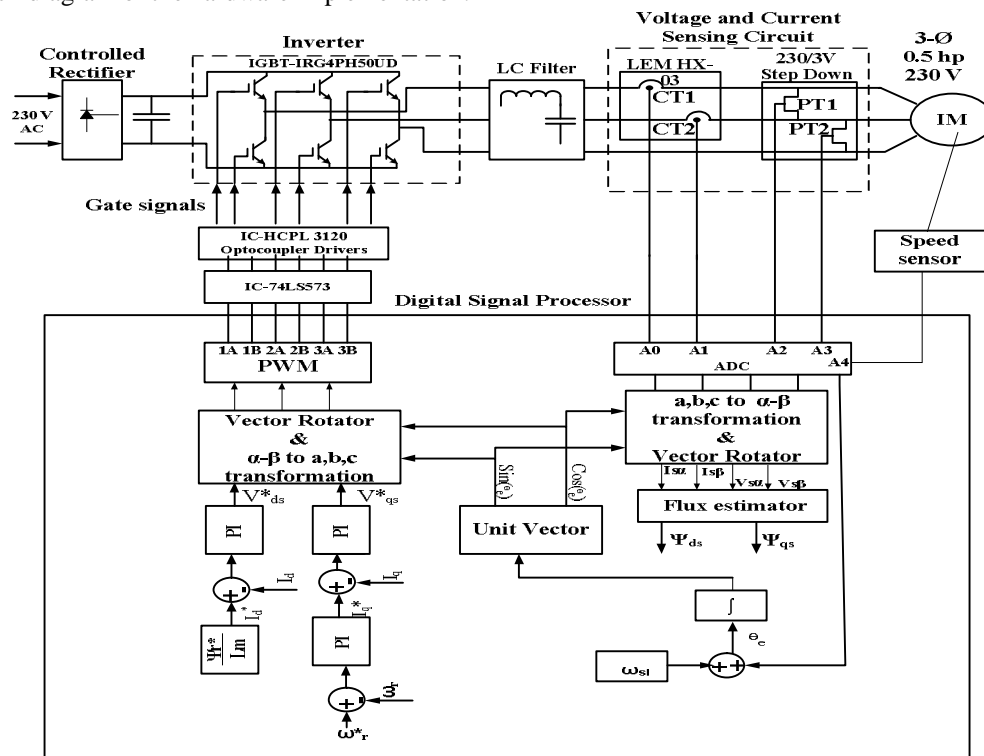 Controlled
Rectifier
230 V
AC
Inverter
IGBT-IRG4PH50UD
LC Filter
Voltage and Current
Sensing Circuit
LEM HX-
03
CT1
CT2
230/3V
Step Down
PT1
PT2
3-Ø
0.5 hp
230 V
IM
Speed
sensor
Gate signals
IC-HCPL 3120
Optocoupler Drivers
IC-74LS573
Digital Signal Processor
1A 1B 2A 2B 3A 3B
PWM
A0 A1 A2 A3
A4
ADC
Vector Rotator
&
α-β to a,b,c
transformation
a,b,c to α-β
transformation
&
Vector Rotator
Isα Isβ Vsα Vsβ
Flux estimator
Ψds Ψqs
Sin(θe)
Cos(θe)
Unit Vector
V*ds V*qs
PI
PI
Id
Iq
I*d
I*q
Ψr*
Lm
PI
ωr
ω*r
∫
ωsl